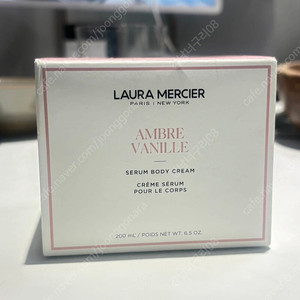 LAURA MERCIER
PARIS | NEW YORK
AMBRE
VANILLE
SERUM BODY CREAM
CRÈME SÉRUM
POUR LE CORPS
200 mL / POIDS NET WT. 6.5 OZ.